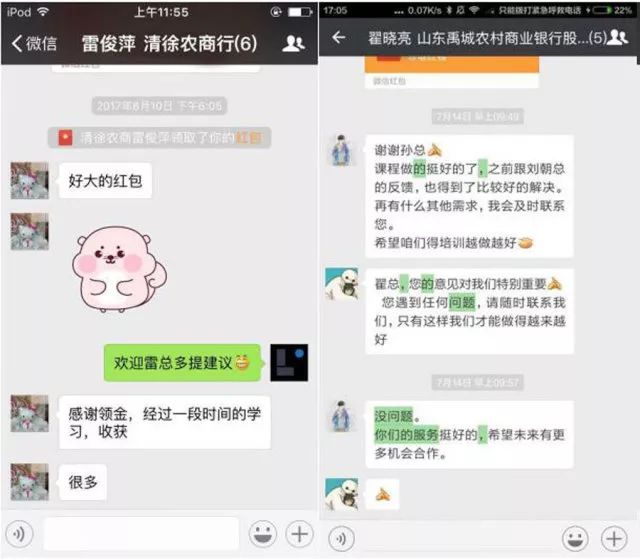 iPod 上午11:55
微信 雷俊萍 清徐农商行(6)
2017年6月10日 下午6:05
清徐农商雷俊萍领取了你的红包
好大的红包
欢迎雷总多提建议
感谢领金，经过一段时间的学
习，收获
很多
17:05 ... 0.07K/s 只能拨打紧急呼救电话 22%
翟晓亮 山东禹城农村商业银行股...(5)
7月14日 早上09:49
谢谢孙总
课程做的挺好的了，之前跟刘朝总
的反馈，也得到了比较好的解决。
再有什么其他需求，我会及时联系
您。
希望咱们得培训越做越好
翟总，您的意见对我们特别重要
您遇到任何问题，请随时联系我
们，只有这样我们才能做得越来越
好
7月14日 早上09:57
没问题。
你们的服务挺好的，希望未来有更
多机会合作。